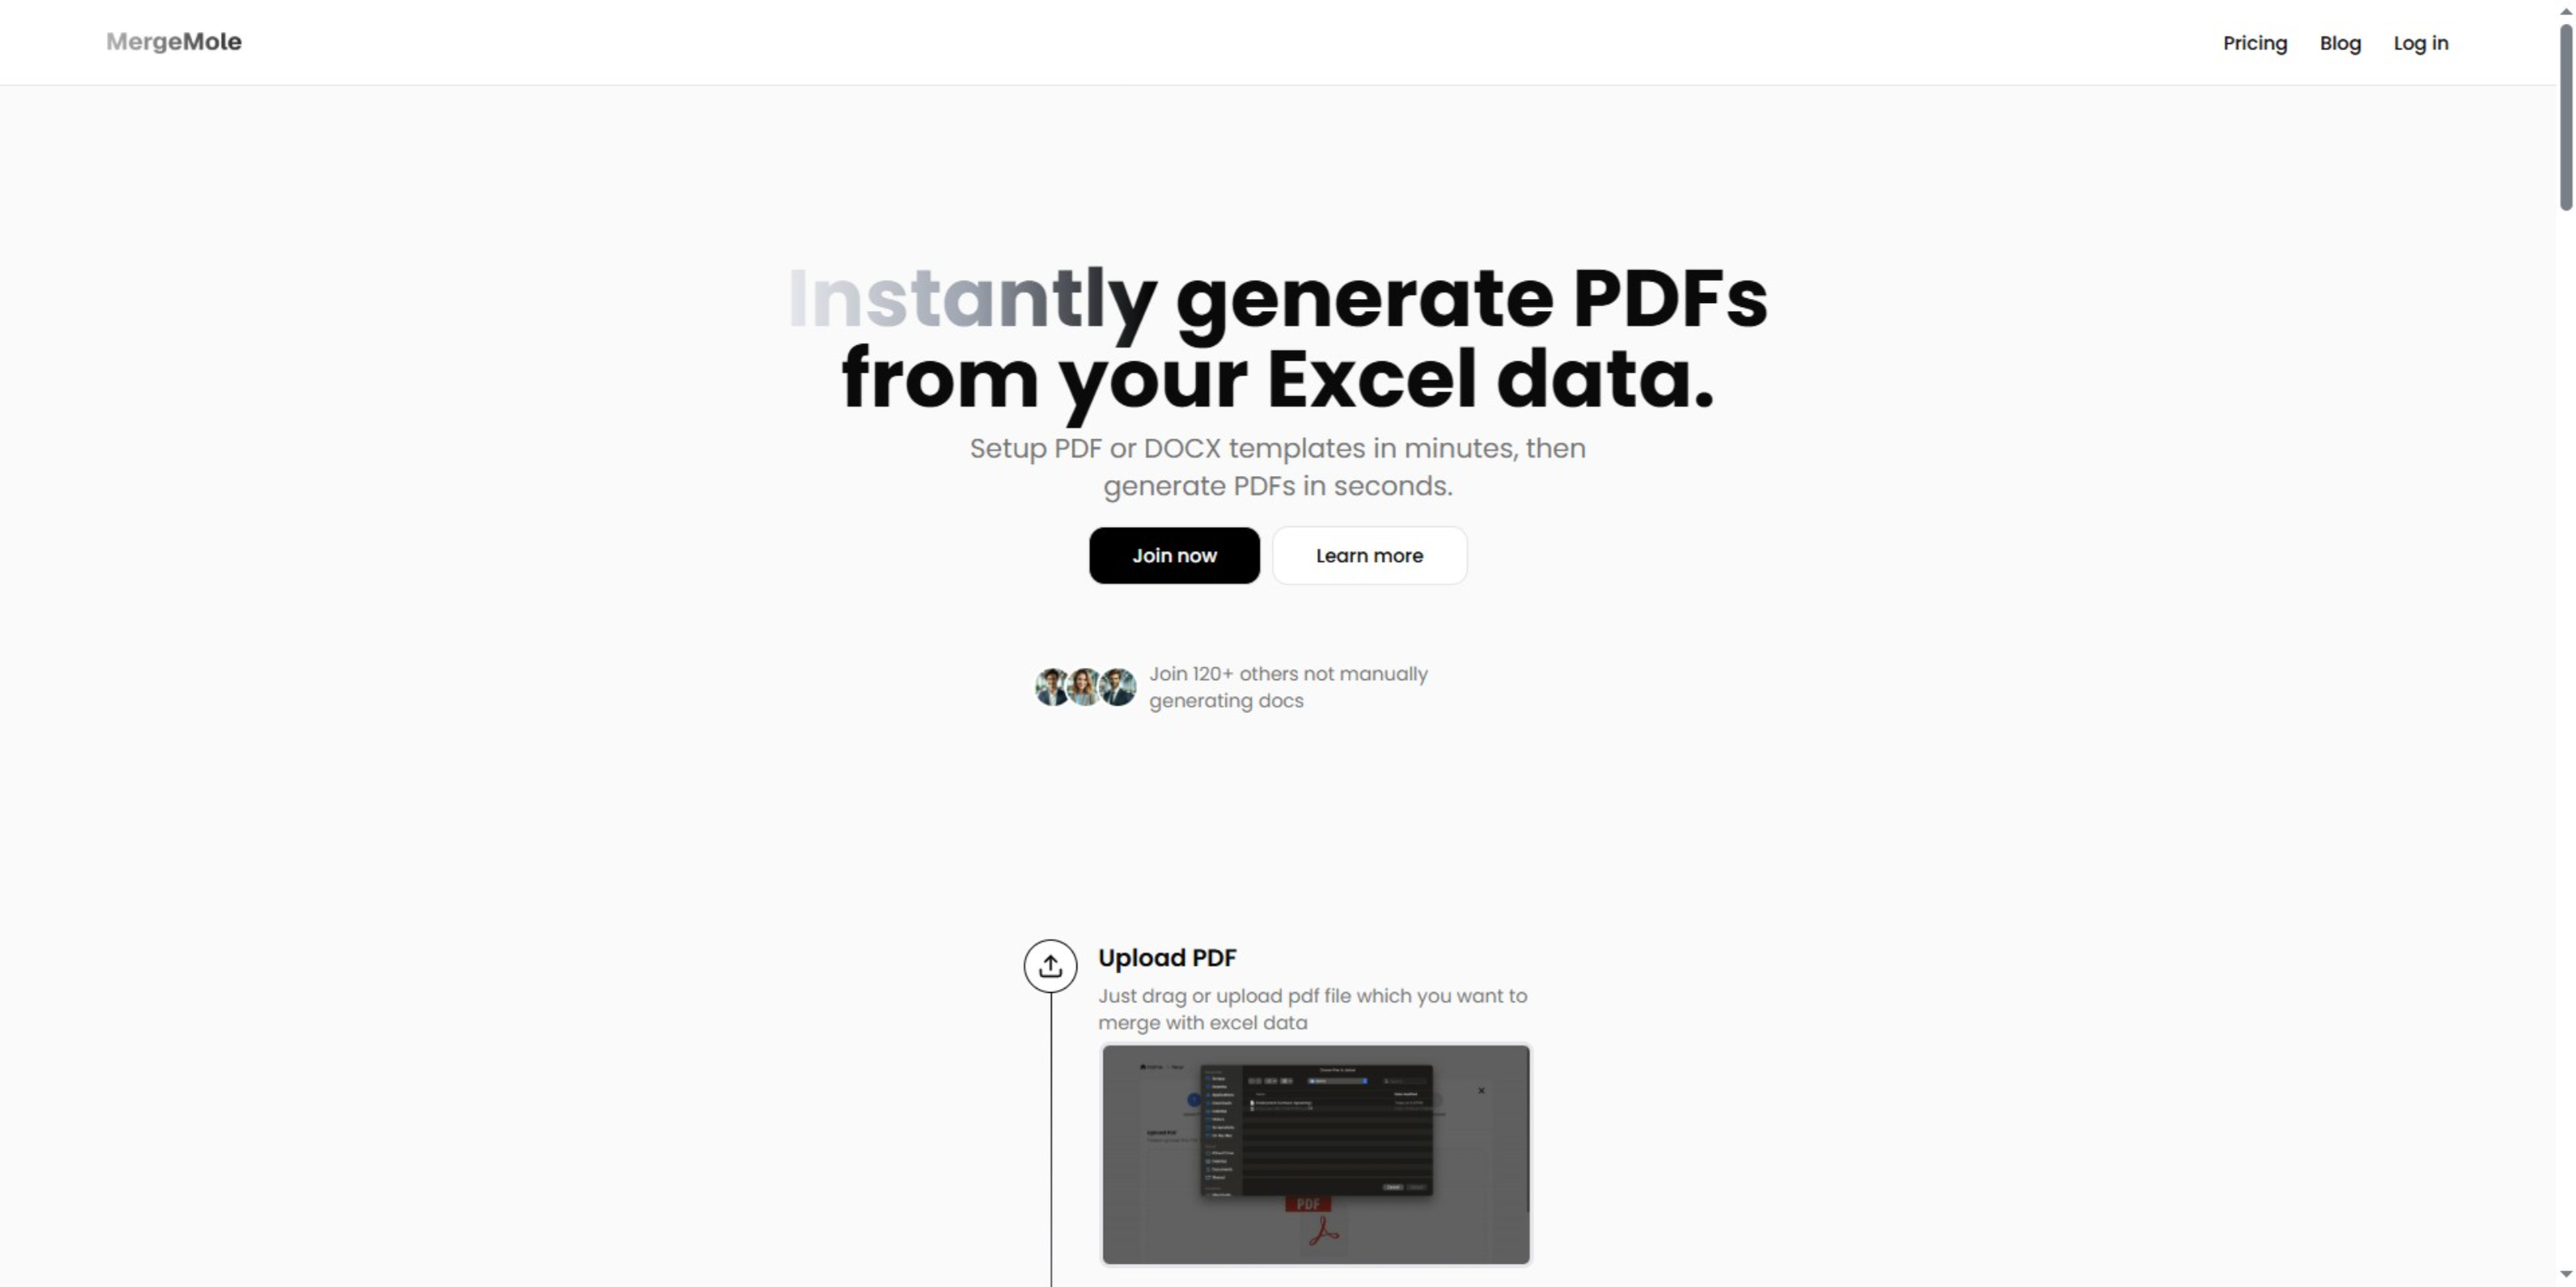 MergeMole
Pricing
Blog
Log in
Instantly generate PDFs
from your Excel data.
Setup PDF or DOCX templates in minutes, then
generate PDFs in seconds.
Join now
Learn more
Join 120+ others not manually
generating docs
Upload PDF
Just drag or upload pdf file which you want to
merge with excel data
PDF